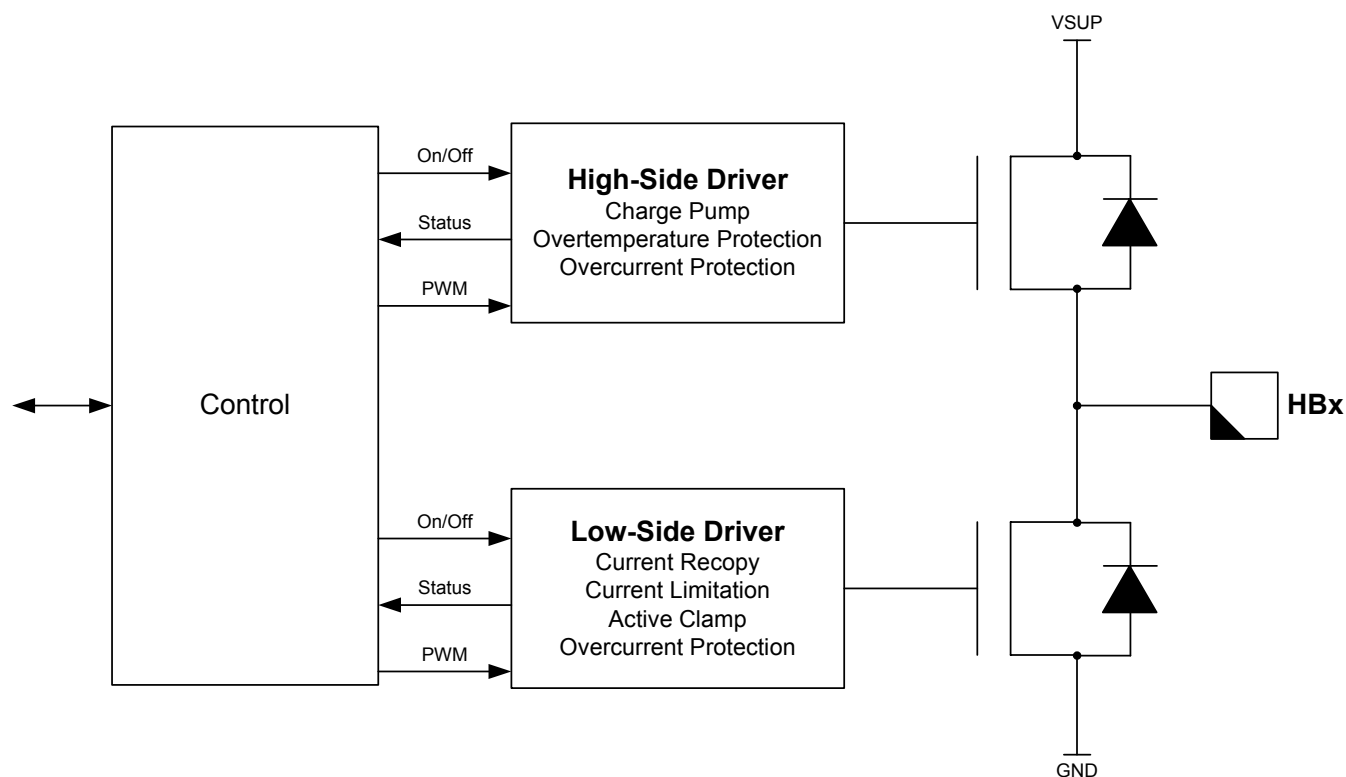 VSUP
On/Off
High-Side Driver
Charge Pump
Status
Overtemperature Protection
Overcurrent Protection
PWM
Control
HBx
On/Off
Low-Side Driver
Current Recopy
Status
Current Limitation
Active Clamp
Overcurrent Protection
PWM
GND